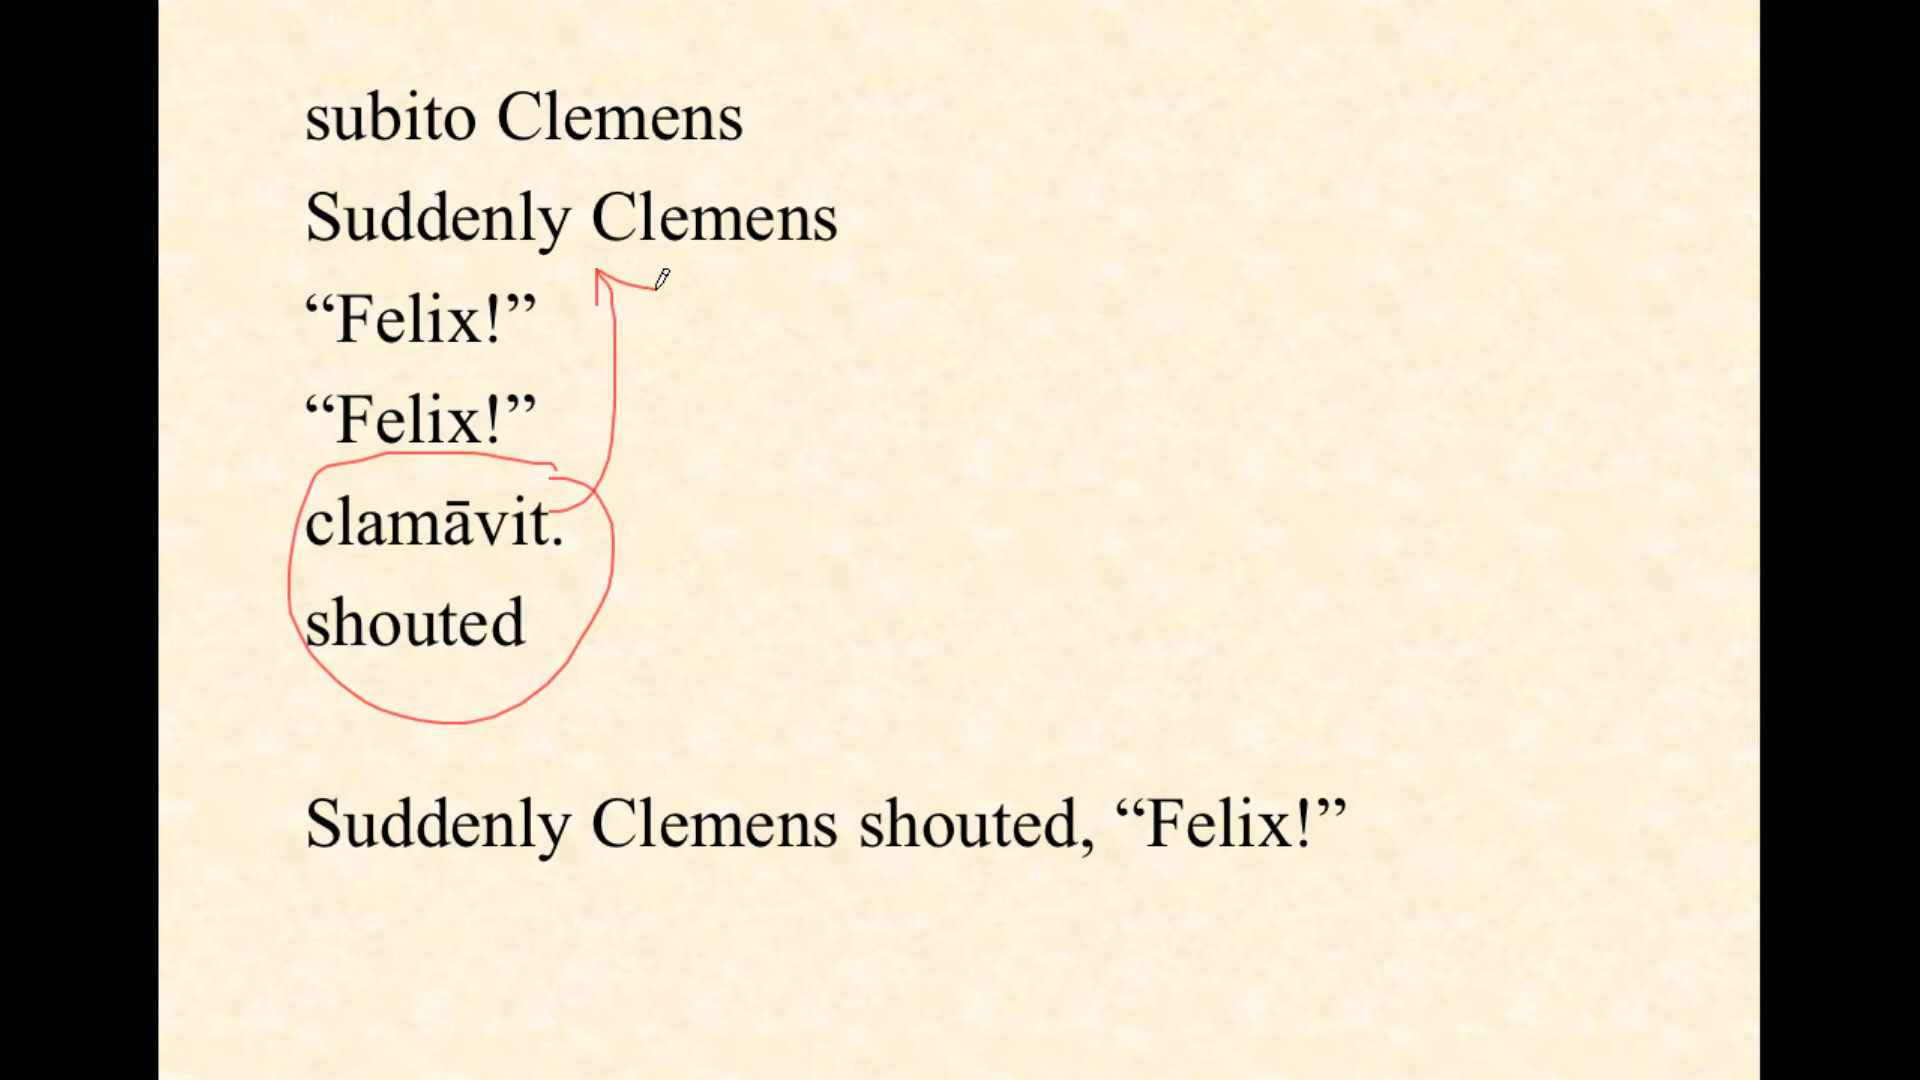 subito Clemens
Suddenly Clemens
“Felix!”
“Felix!”
clamāvit.
shouted
Suddenly Clemens shouted, “Felix!”